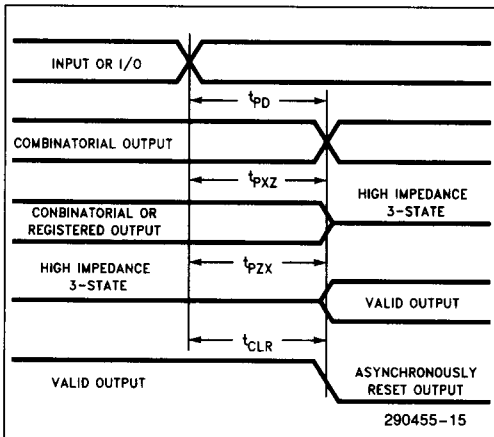 INPUT OR I/O
tPD
COMBINATORIAL OUTPUT
tPXZ
HIGH IMPEDANCE
3-STATE
CONBINATORIAL OR
REGISTERED OUTPUT
HIGH IMPEDANCE
3-STATE
tPZX
VALID OUTPUT
tCLR
VALID OUTPUT
ASYNCHRONOUSLY
RESET OUTPUT
290455-15